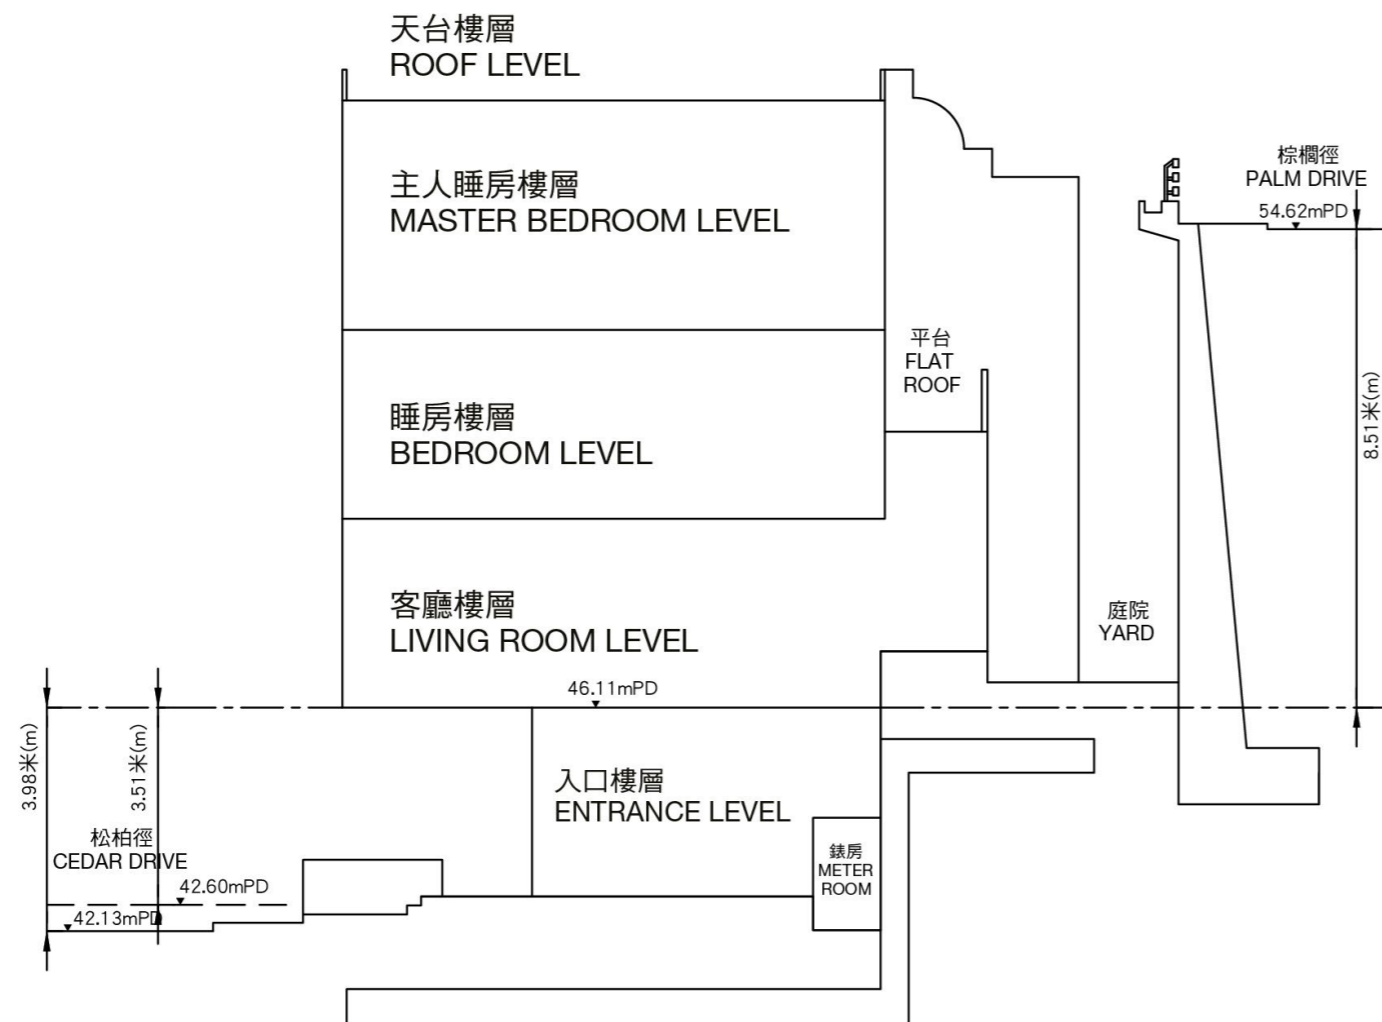 天台樓層
ROOF LEVEL
主人睡房樓層
MASTER BEDROOM LEVEL
棕櫚徑
PALM DRIVE
54.62mPD
平台
FLAT
ROOF
8.51米(m)
睡房樓層
BEDROOM LEVEL
客廳樓層
LIVING ROOM LEVEL
庭院
YARD
46.11mPD
3.98米(m)
3.51米(m)
入口樓層
ENTRANCE LEVEL
松柏徑
CEDAR DRIVE
錶房
METER
ROOM
42.60mPD
42.13mPD